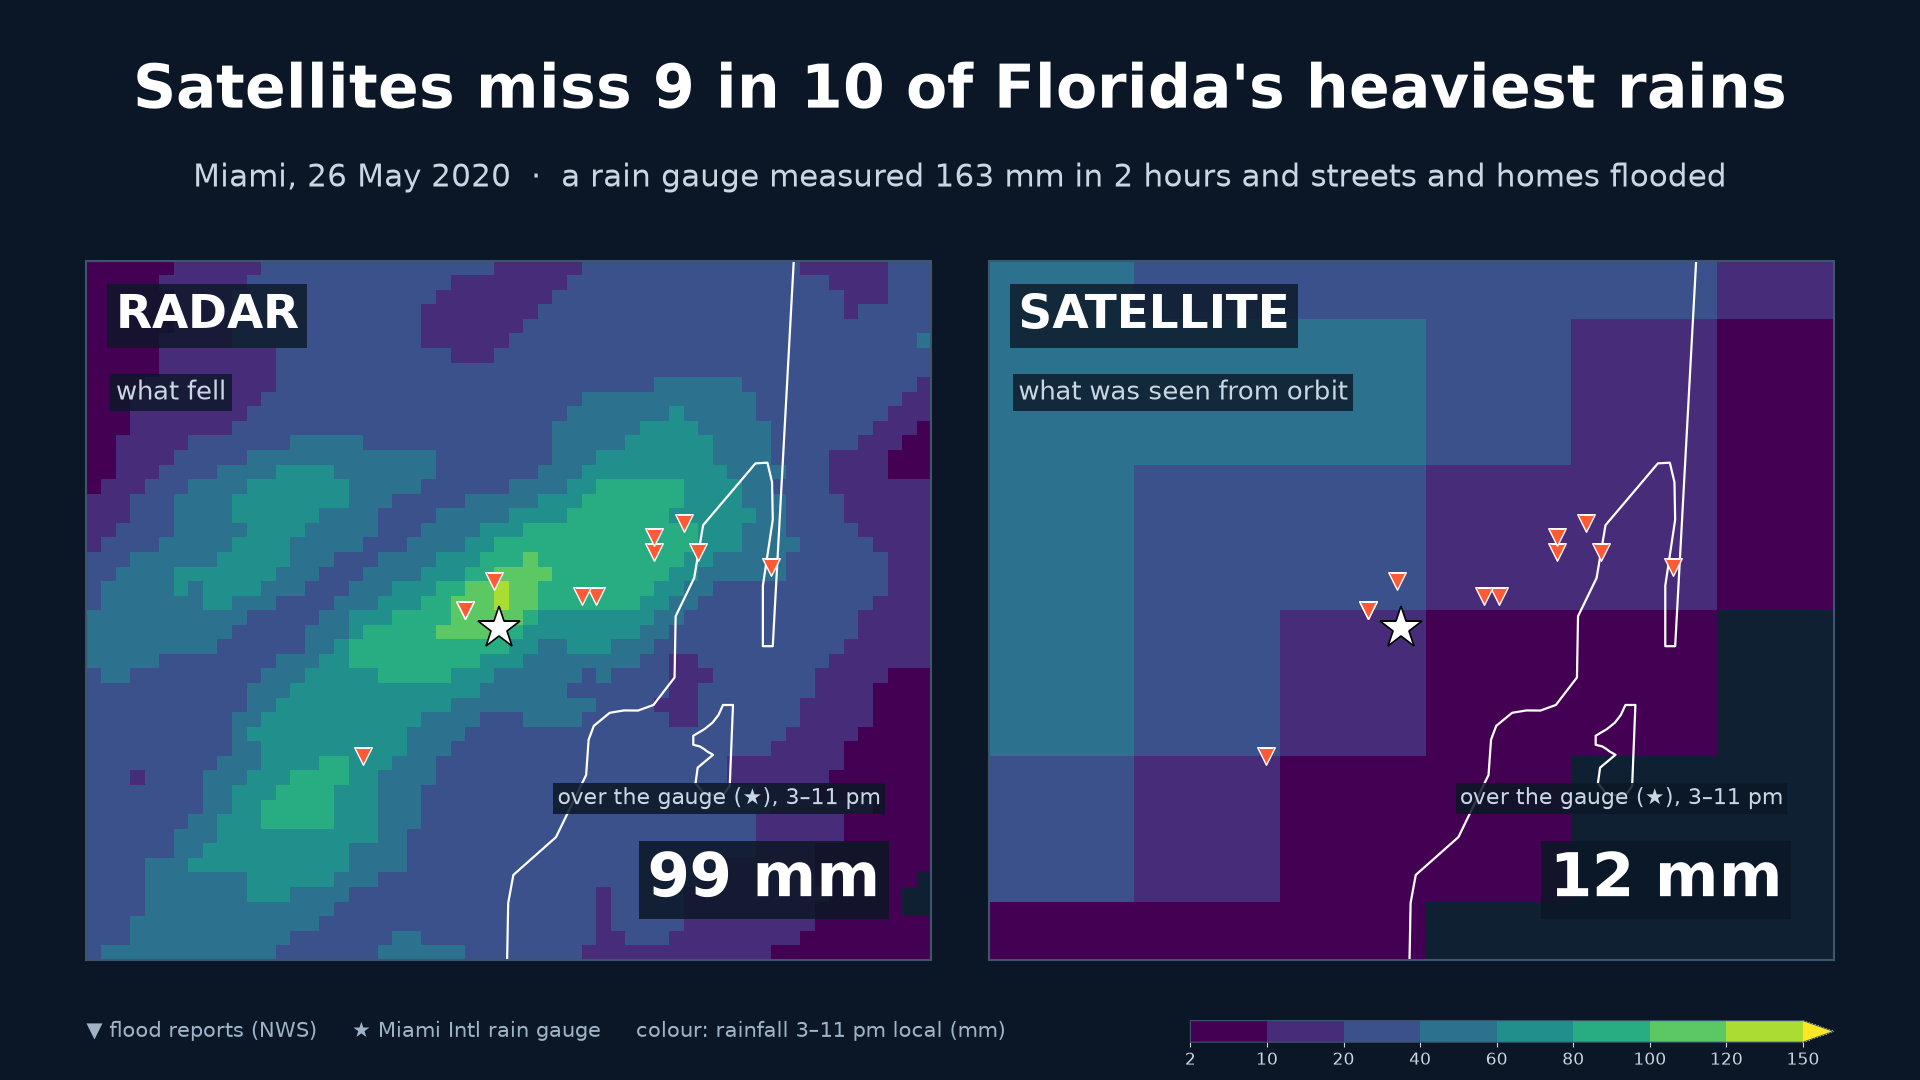 Satellites miss 9 in 10 of Florida's heaviest rains
Miami, 26 May 2020 · a rain gauge measured 163 mm in 2 hours and streets and homes flooded
RADAR
what fell
over the gauge (★), 3–11 pm
99 mm
SATELLITE
what was seen from orbit
over the gauge (★), 3–11 pm
12 mm
▼ flood reports (NWS) ★ Miami Intl rain gauge colour: rainfall 3–11 pm local (mm)
2 10 20 40 60 80 100 120 150